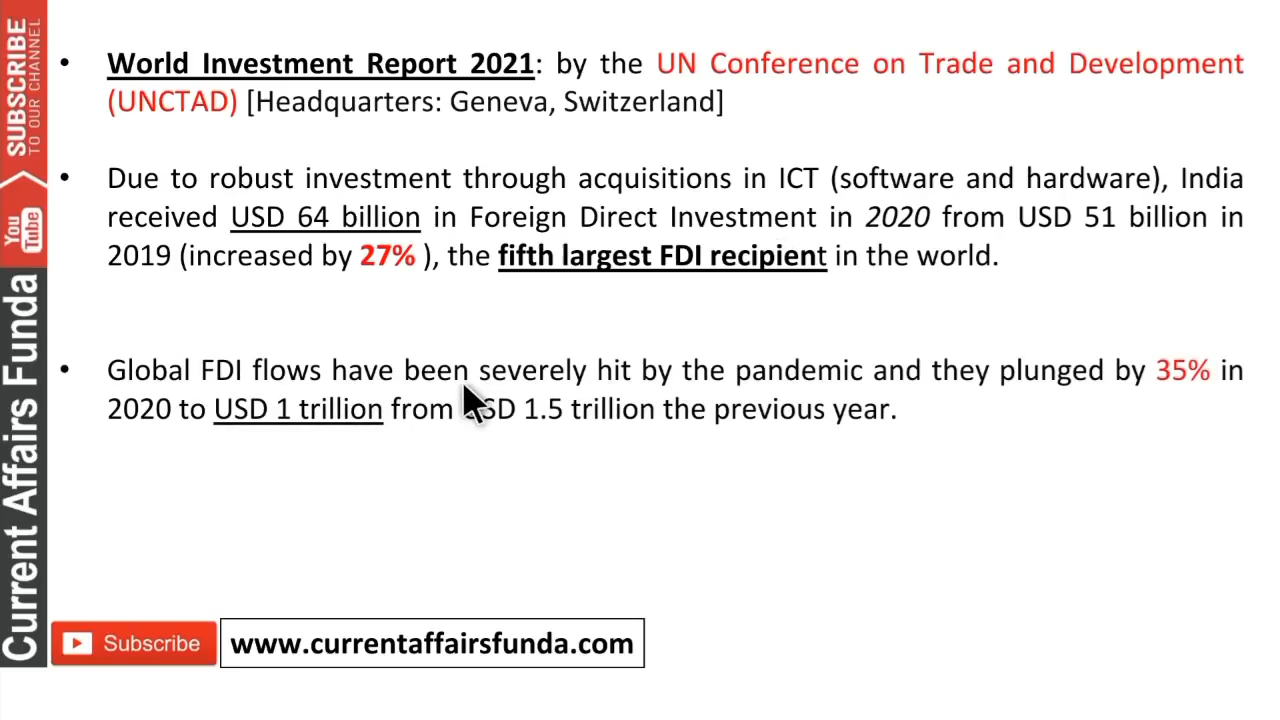 SUBSCRIBE
TO OUR CHANNEL
You
Tube
Current Affairs Funda
• World Investment Report 2021: by the UN Conference on Trade and Development
(UNCTAD) [Headquarters: Geneva, Switzerland]
• Due to robust investment through acquisitions in ICT (software and hardware), India
received USD 64 billion in Foreign Direct Investment in 2020 from USD 51 billion in
2019 (increased by 27% ), the fifth largest FDI recipient in the world.
• Global FDI flows have been severely hit by the pandemic and they plunged by 35% in
2020 to USD 1 trillion from USD 1.5 trillion the previous year.
Subscribe
www.currentaffairsfunda.com